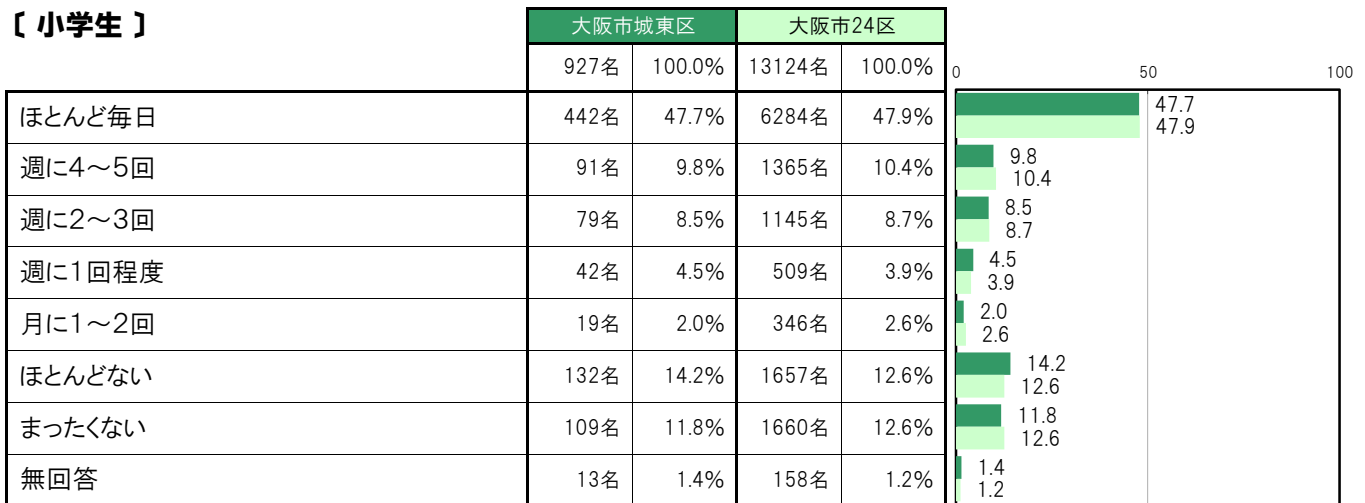 〔 小学生 〕
大阪市城東区 大阪市24区
927名 100.0% 13124名 100.0%
0 50 100
ほとんど毎日 442名 47.7% 6284名 47.9%
47.7
47.9
週に4～5回 91名 9.8% 1365名 10.4%
9.8
10.4
週に2～3回 79名 8.5% 1145名 8.7%
8.5
8.7
週に1回程度 42名 4.5% 509名 3.9%
4.5
3.9
月に1～2回 19名 2.0% 346名 2.6%
2.0
2.6
ほとんどない 132名 14.2% 1657名 12.6%
14.2
12.6
まったくない 109名 11.8% 1660名 12.6%
11.8
12.6
無回答 13名 1.4% 158名 1.2%
1.4
1.2